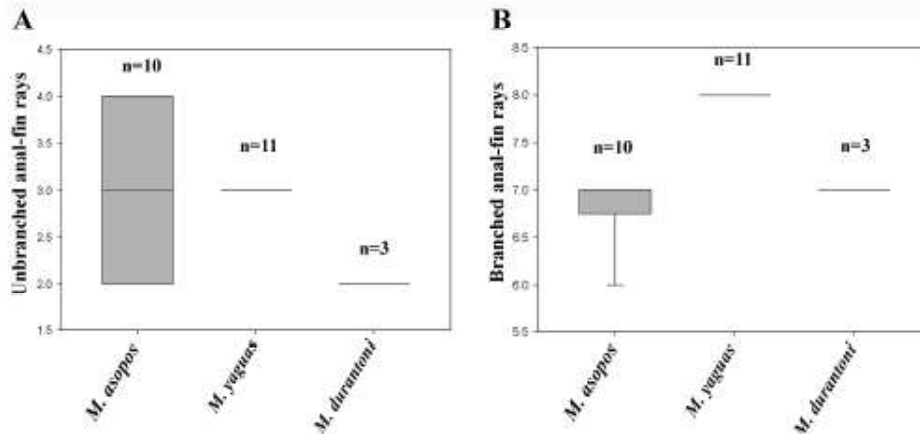 A
Unbranched anal-fin rays
4.5
4.0
3.5
3.0
2.5
2.0
1.5
n=10
n=11
n=3
M. asopos
M. yaguas
M. durantoni
B
Branched anal-fin rays
8.5
8.0
7.5
7.0
6.5
6.0
5.5
n=11
n=10
n=3
M. asopos
M. yaguas
M. durantoni